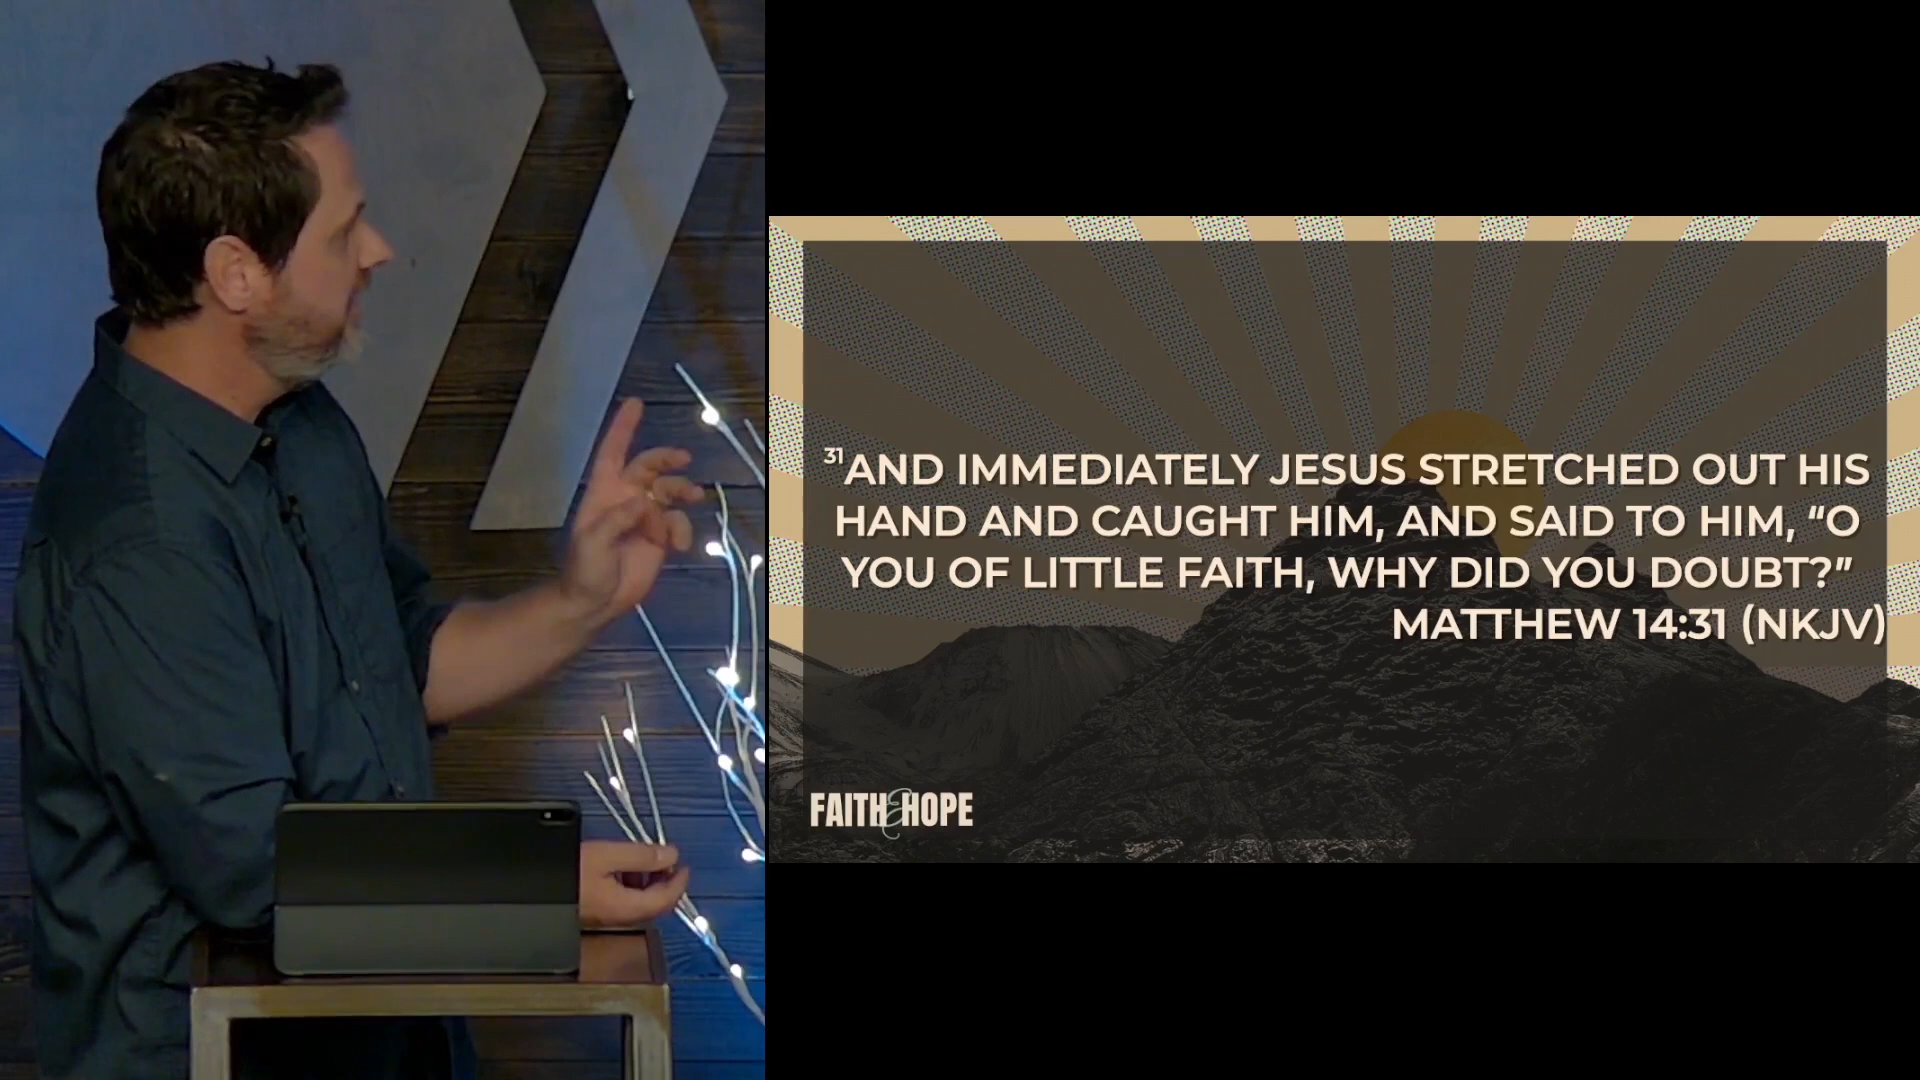 ³¹AND IMMEDIATELY JESUS STRETCHED OUT HIS
HAND AND CAUGHT HIM, AND SAID TO HIM, “O
YOU OF LITTLE FAITH, WHY DID YOU DOUBT?”
MATTHEW 14:31 (NKJV)
FAITH & HOPE